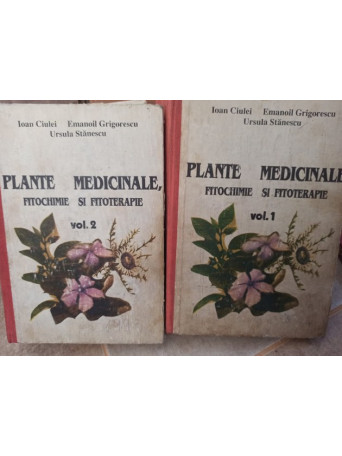 Ioan Ciulei Emanoil Grigorescu
Ursula Stănescu
PLANTE MEDICINALE,
FITOCHIMIE SI FITOTERAPIE
vol. 2
Ioan Ciulei Emanoil Grigorescu
Ursula Stănescu
PLANTE MEDICINALE
FITOCHIMIE SI FITOTERAPIE
vol. 1